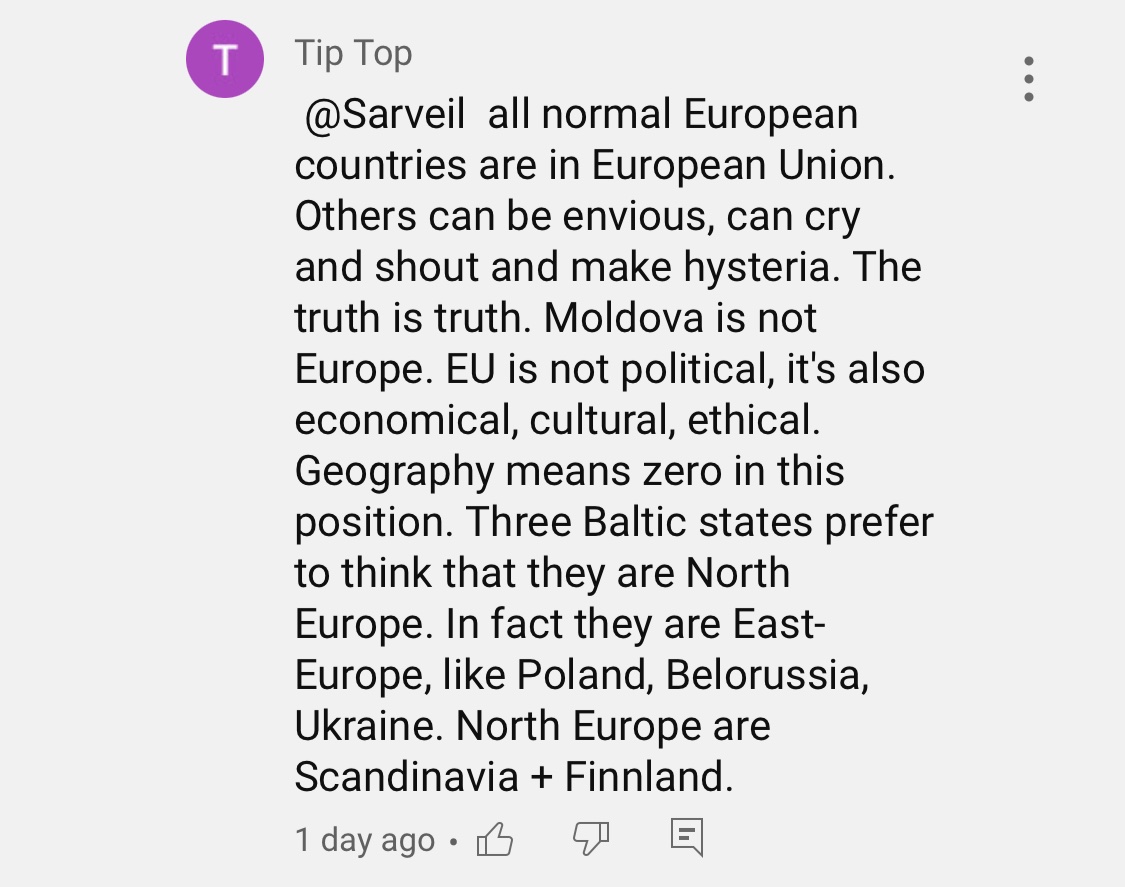 T
Tip Top
@Sarveil all normal European
countries are in European Union.
Others can be envious, can cry
and shout and make hysteria. The
truth is truth. Moldova is not
Europe. EU is not political, it's also
economical, cultural, ethical.
Geography means zero in this
position. Three Baltic states prefer
to think that they are North
Europe. In fact they are East-
Europe, like Poland, Belorussia,
Ukraine. North Europe are
Scandinavia + Finnland.
1 day ago •